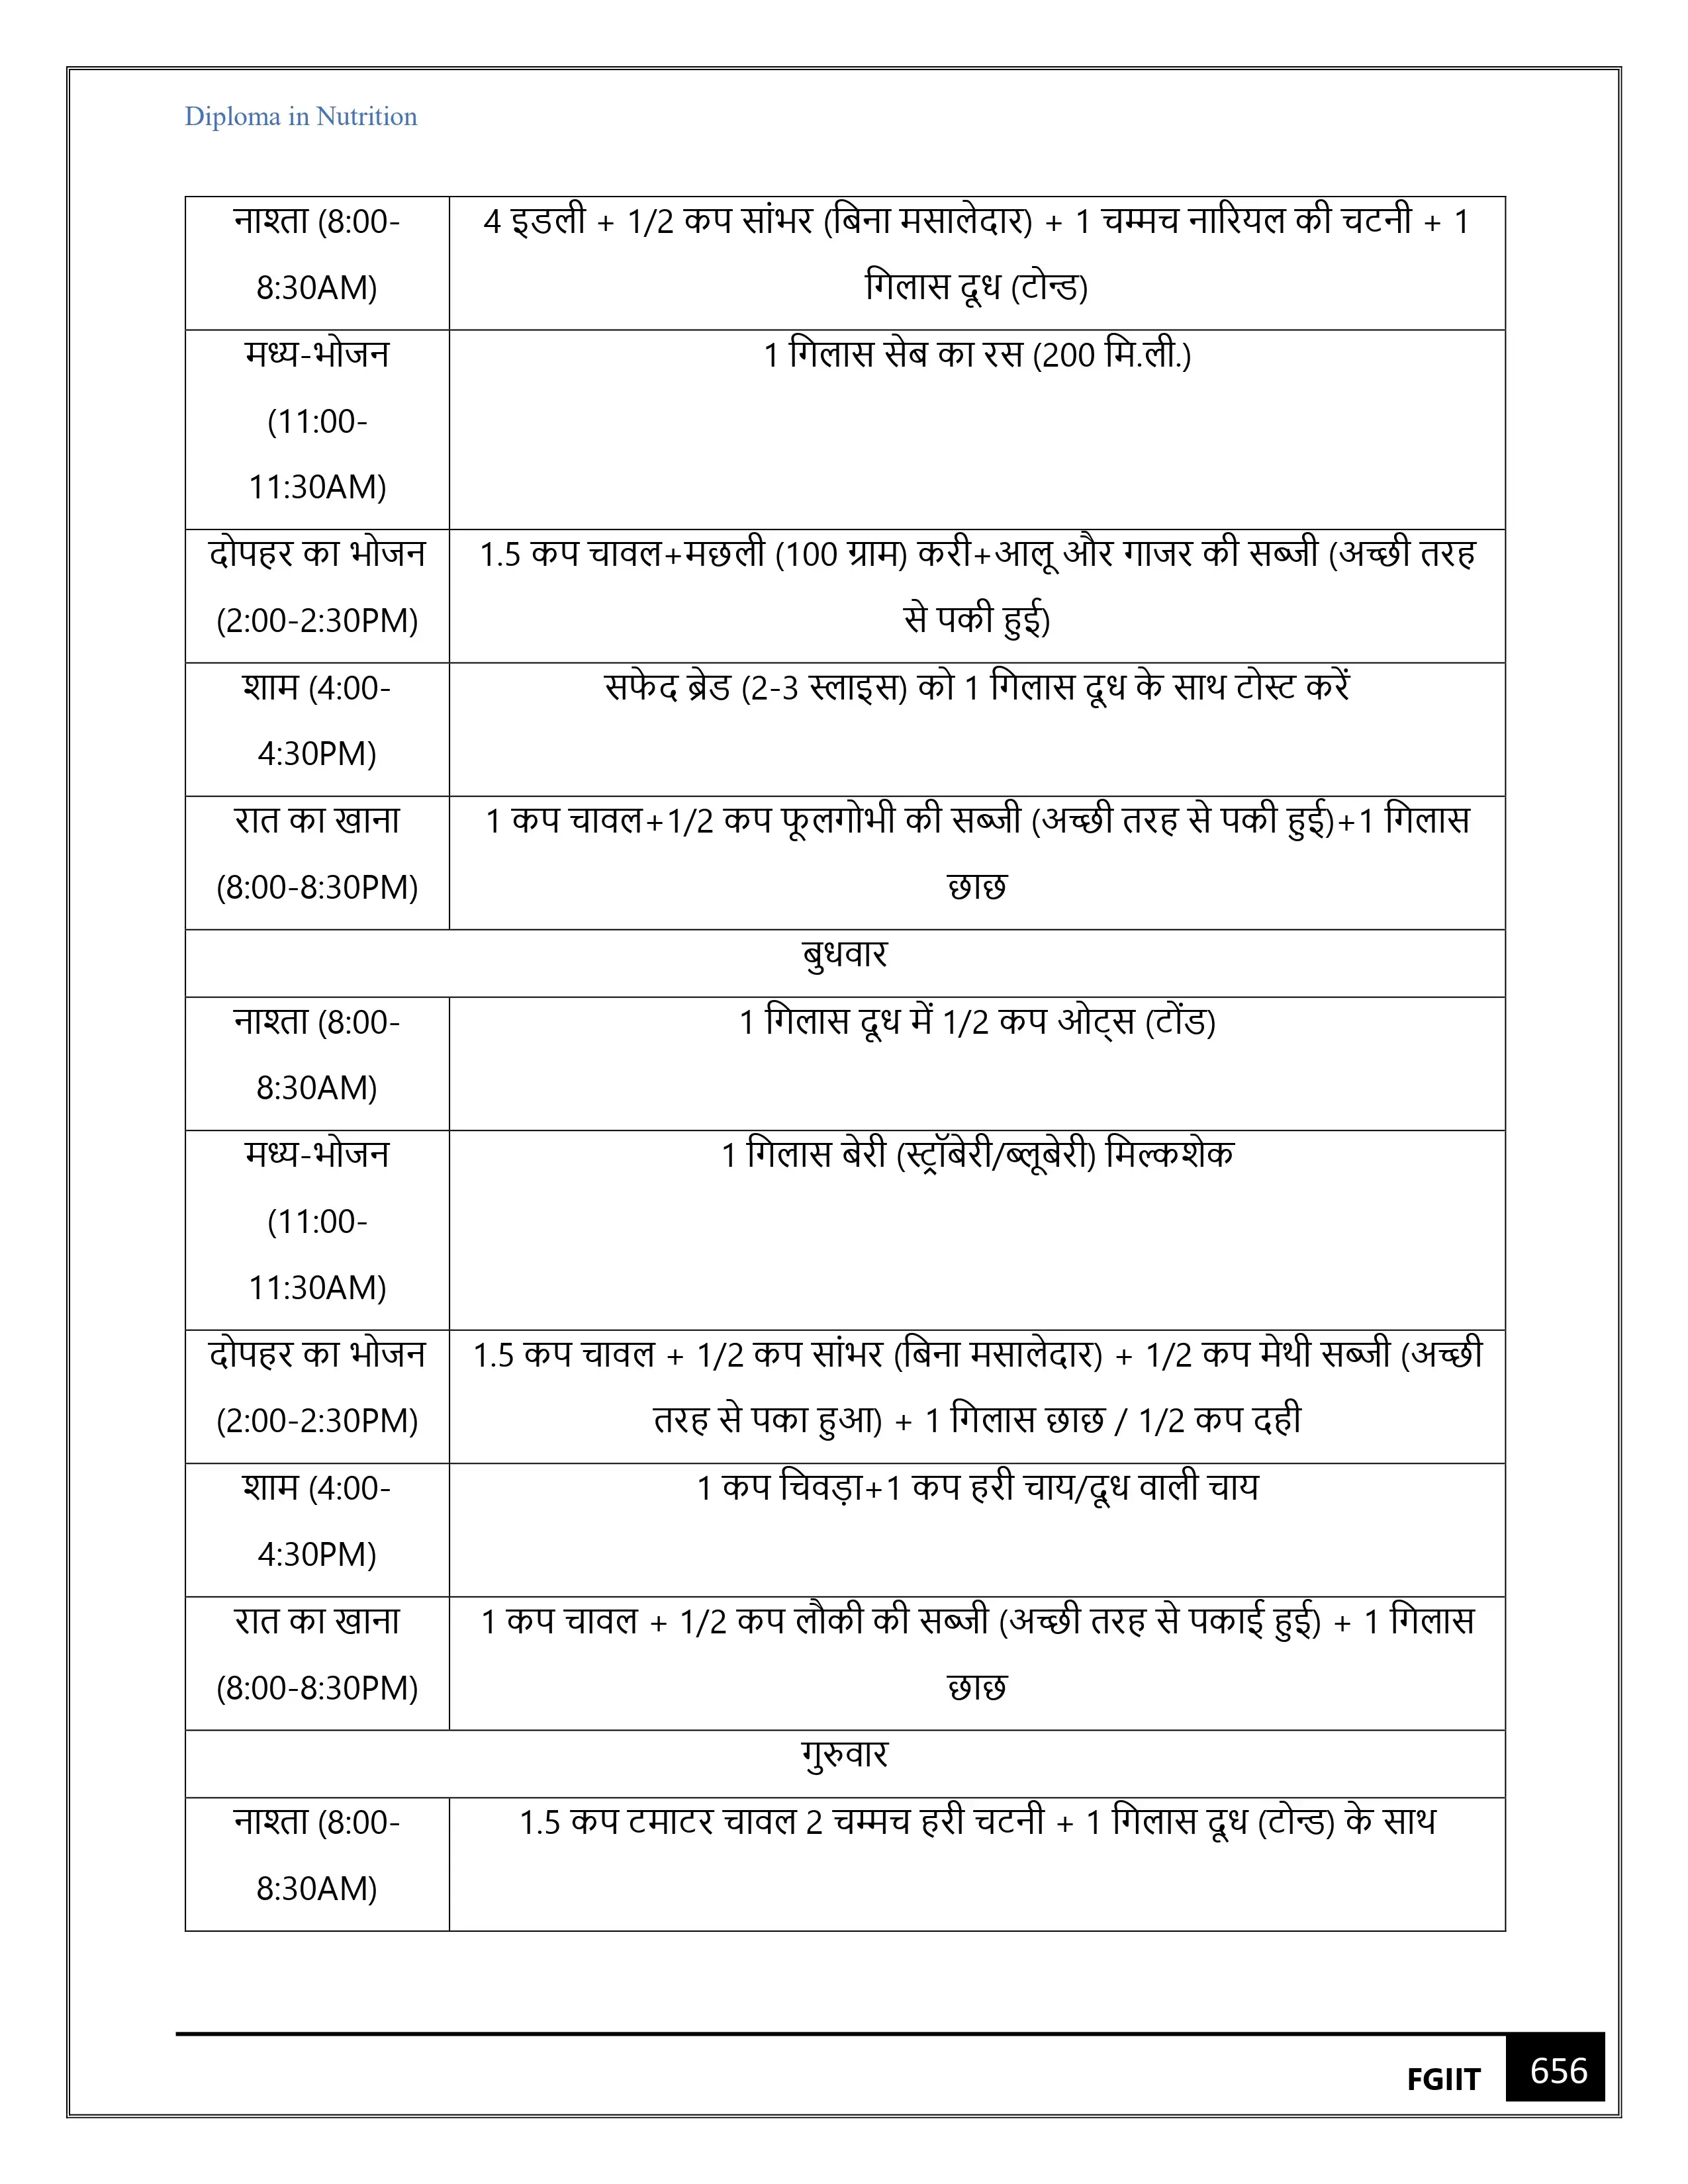 Diploma in Nutrition
नाश्ता (8:00-
8:30AM)
4 इडली + 1/2 कप सांभर (बिना मसालेदार) + 1 चम्मच नारियल की चटनी + 1
गिलास दूध (टोन्ड)
मध्य-भोजन
(11:00-
11:30AM)
1 गिलास सेब का रस (200 मि.ली.)
दोपहर का भोजन
(2:00-2:30PM)
1.5 कप चावल+मछली (100 ग्राम) करी+आलू और गाजर की सब्जी (अच्छी तरह
से पकी हुई)
शाम (4:00-
4:30PM)
सफेद ब्रेड (2-3 स्लाइस) को 1 गिलास दूध के साथ टोस्ट करें
रात का खाना
(8:00-8:30PM)
1 कप चावल+1/2 कप फूलगोभी की सब्जी (अच्छी तरह से पकी हुई)+1 गिलास
छाछ
बुधवार
नाश्ता (8:00-
8:30AM)
1 गिलास दूध में 1/2 कप ओट्स (टोंड)
मध्य-भोजन
(11:00-
11:30AM)
1 गिलास बेरी (स्ट्रॉबेरी/ब्लूबेरी) मिल्कशेक
दोपहर का भोजन
(2:00-2:30PM)
1.5 कप चावल + 1/2 कप सांभर (बिना मसालेदार) + 1/2 कप मेथी सब्जी (अच्छी
तरह से पका हुआ) + 1 गिलास छाछ / 1/2 कप दही
शाम (4:00-
4:30PM)
1 कप चिवड़ा+1 कप हरी चाय/दूध वाली चाय
रात का खाना
(8:00-8:30PM)
1 कप चावल + 1/2 कप लौकी की सब्जी (अच्छी तरह से पकाई हुई) + 1 गिलास
छाछ
गुरुवार
नाश्ता (8:00-
8:30AM)
1.5 कप टमाटर चावल 2 चम्मच हरी चटनी + 1 गिलास दूध (टोन्ड) के साथ
FGIIT 656